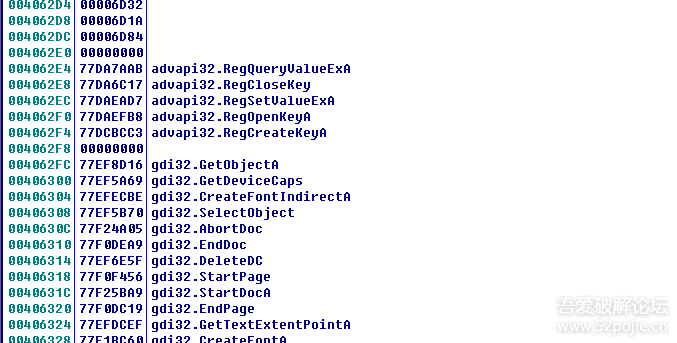 004062D4 00006D32
004062D8 00006D1A
004062DC 00006D84
004062E0 00000000
004062E4 77DA7AAB advapi32.RegQueryValueExA
004062E8 77DA6C17 advapi32.RegCloseKey
004062EC 77DAEAD7 advapi32.RegSetValueExA
004062F0 77DAEFB8 advapi32.RegOpenKeyA
004062F4 77DCBCC3 advapi32.RegCreateKeyA
004062F8 00000000
004062FC 77EF8D16 gdi32.GetObjectA
00406300 77EF5A69 gdi32.GetDeviceCaps
00406304 77EFECBE gdi32.CreateFontIndirectA
00406308 77EF5B70 gdi32.SelectObject
0040630C 77F24A05 gdi32.AbortDoc
00406310 77F0DEA9 gdi32.EndDoc
00406314 77EF6E5F gdi32.DeleteDC
00406318 77F0F456 gdi32.StartPage
0040631C 77F25BA9 gdi32.StartDocA
00406320 77F0DC19 gdi32.EndPage
00406324 77EFDCEF gdi32.GetTextExtentPointA
00406328 77F1BC60 gdi32.CreateFontA
吾爱破解论坛
www.52pojie.cn